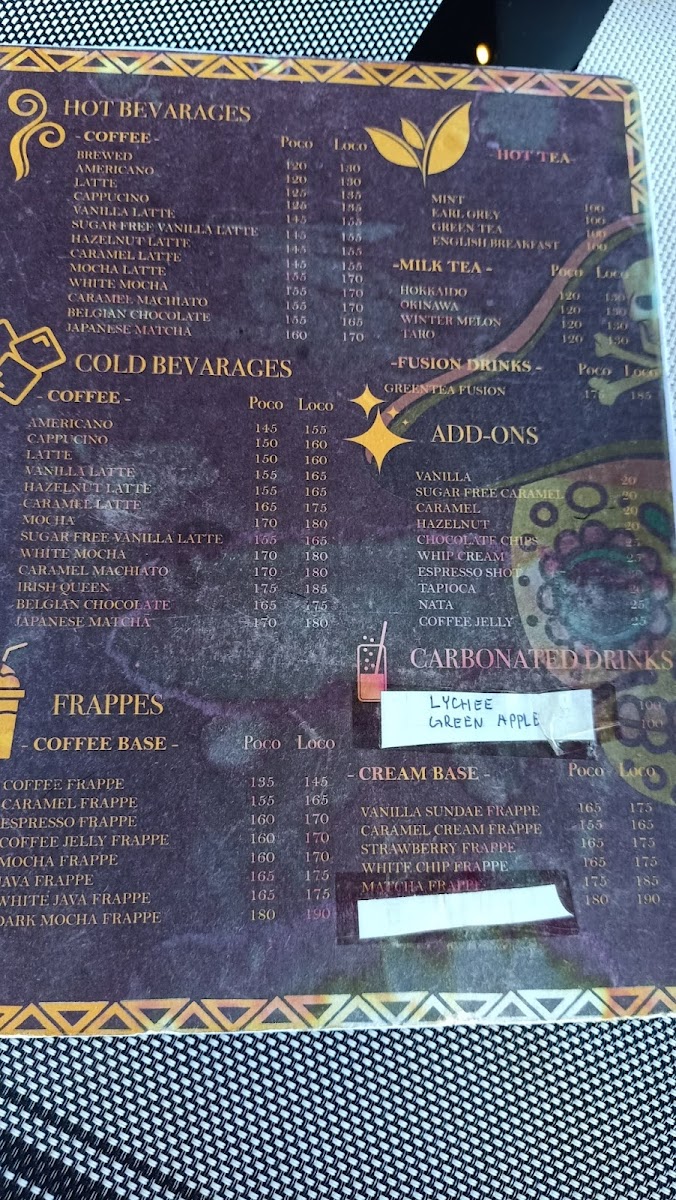 HOT BEVARAGES
- COFFEE - Poco Loco
BREWED 120 130
AMERICANO 120 130
LATTE 125 135
CAPPUCINO 125 135
VANILLA LATTE 145 155
SUGAR FREE VANILLA LATTE 145 155
HAZELNUT LATTE 145 155
CARAMEL LATTE 145 155
MOCHA LATTE 155 170
WHITE MOCHA 155 170
CARAMEL MACHIATO 155 170
BELGIAN CHOCOLATE 155 165
JAPANESE MATCHA 160 170
- HOT TEA-
MINT 100
EARL GREY 100
GREEN TEA 100
ENGLISH BREAKFAST 100
-MILK TEA - Poco Loco
HOKKAIDO 120 130
OKINAWA 120 130
WINTER MELON 120 130
TARO 120 130
-FUSION DRINKS - Poco Loco
GREENTEA FUSION 185
COLD BEVARAGES
- COFFEE - Poco Loco
AMERICANO 145 155
CAPPUCINO 150 160
LATTE 150 160
VANILLA LATTE 155 165
HAZELNUT LATTE 155 165
CARAMEL LATTE 165 175
MOCHA 170 180
SUGAR FREE VANILLA LATTE 155 165
WHITE MOCHA 170 180
CARAMEL MACHIATO 170 180
IRISH QUEEN 175 185
BELGIAN CHOCOLATE 165 175
JAPANESE MATCHA 170 180
ADD-ONS
VANILLA 20
SUGAR FREE CARAMEL 20
CARAMEL 20
HAZELNUT 20
CHOCOLATE CHIPS 25
WHIP CREAM 25
ESPRESSO SHOT
TAPIOCA
NATA 25
COFFEE JELLY 25
CARBONATED DRINKS
LYCHEE 100
GREEN APPLE 100
FRAPPES
- COFFEE BASE - Poco Loco
COFFEE FRAPPE 135 145
CARAMEL FRAPPE 155 165
ESPRESSO FRAPPE 160 170
COFFEE JELLY FRAPPE 160 170
MOCHA FRAPPE 160 170
JAVA FRAPPE 165 175
WHITE JAVA FRAPPE 165 175
DARK MOCHA FRAPPE 180 190
- CREAM BASE - Poco Loco
VANILLA SUNDAE FRAPPE 165 175
CARAMEL CREAM FRAPPE 155 165
STRAWBERRY FRAPPE 165 175
WHITE CHIP FRAPPE 165 175
MATCHA FRAPPE 175 185
180 190